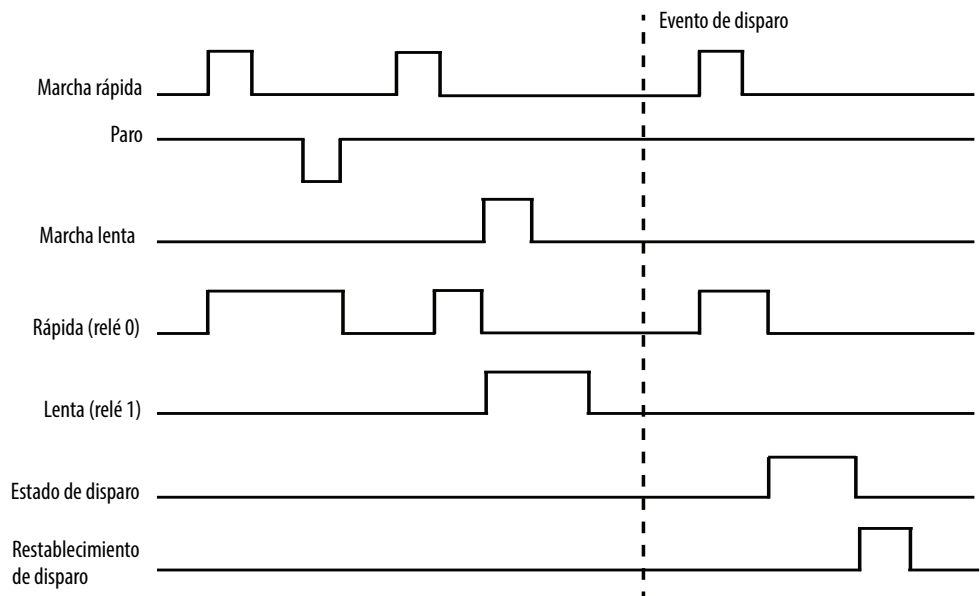 Evento de disparo
Marcha rápida
Paro
Marcha lenta
Rápida (relé 0)
Lenta (relé 1)
Estado de disparo
Restablecimiento
de disparo